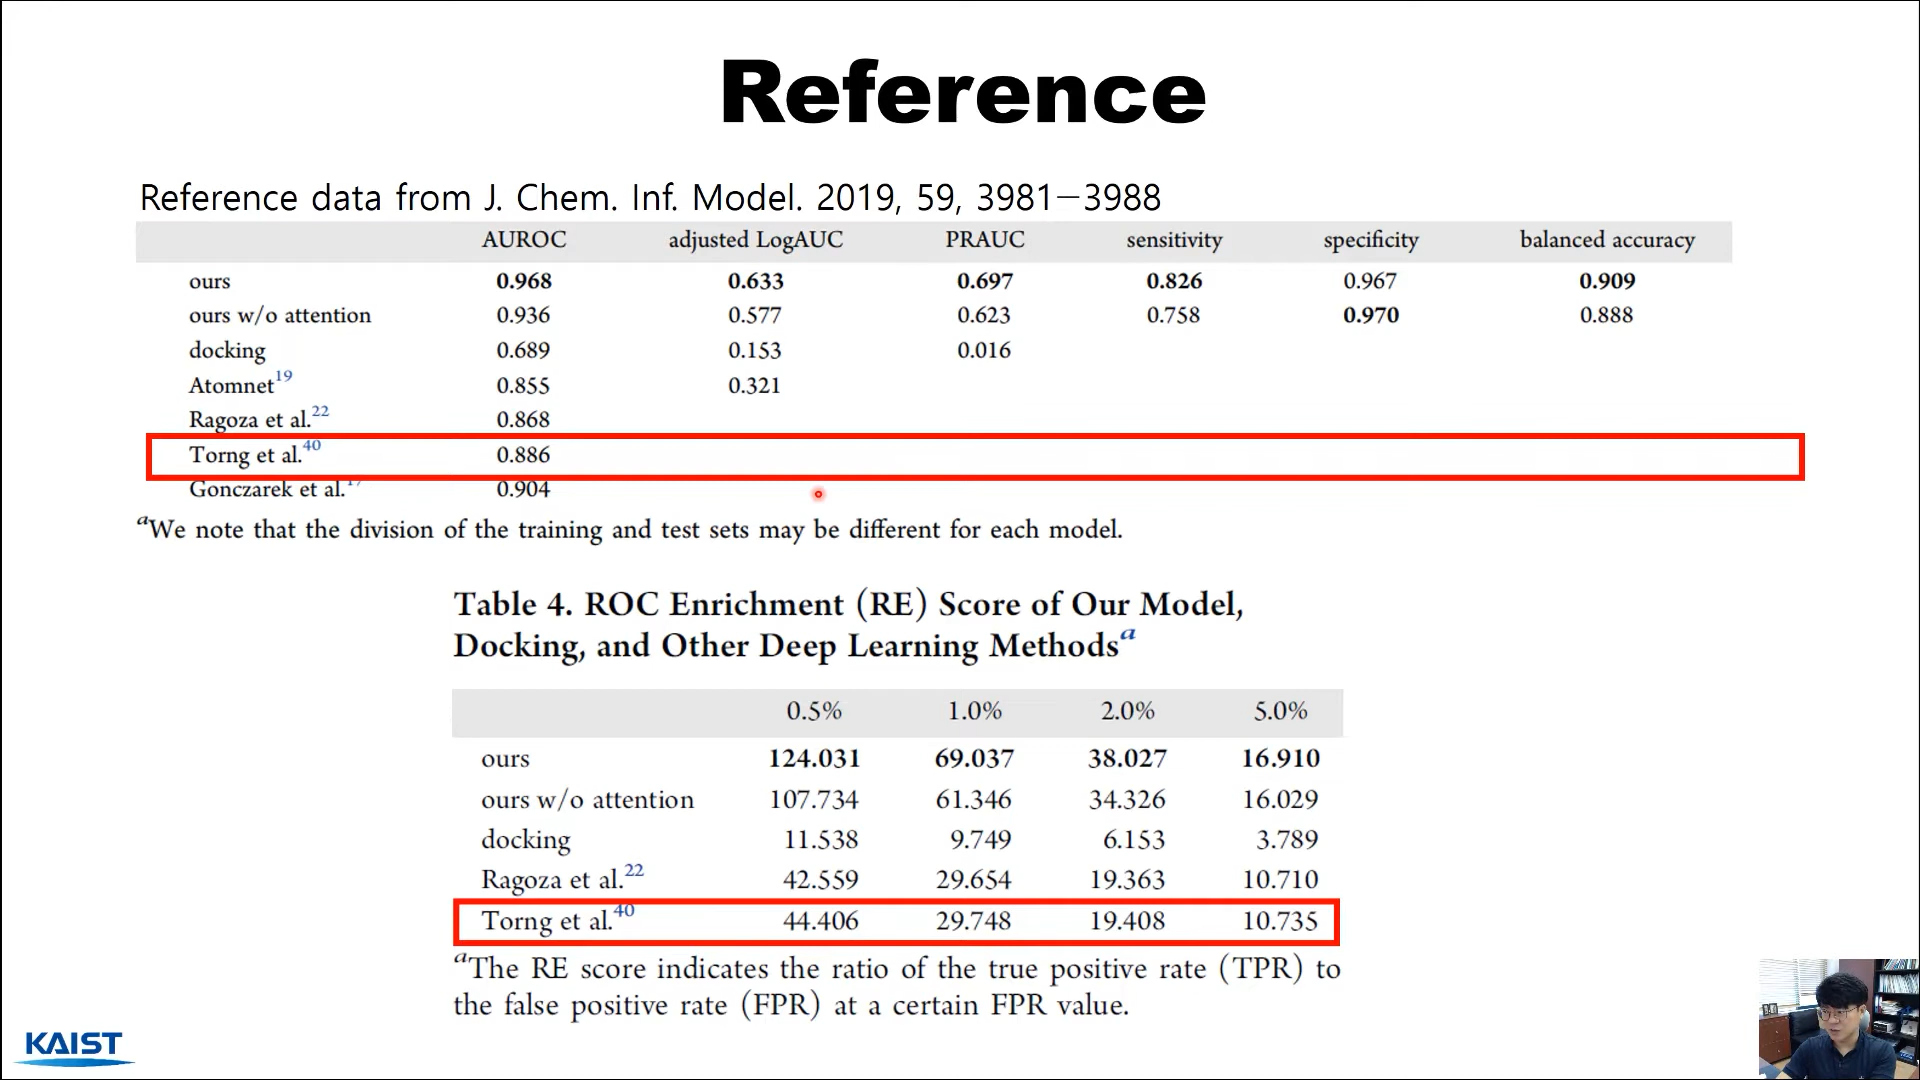 Reference
Reference data from J. Chem. Inf. Model. 2019, 59, 3981−3988
AUROC adjusted LogAUC PRAUC sensitivity specificity balanced accuracy
ours 0.968 0.633 0.697 0.826 0.967 0.909
ours w/o attention 0.936 0.577 0.623 0.758 0.970 0.888
docking 0.689 0.153 0.016
Atomnet19 0.855 0.321
Ragoza et al.22 0.868
Torng et al.40 0.886
Gonczarek et al. 0.904
aWe note that the division of the training and test sets may be different for each model.
Table 4. ROC Enrichment (RE) Score of Our Model,
Docking, and Other Deep Learning Methodsa
0.5% 1.0% 2.0% 5.0%
ours 124.031 69.037 38.027 16.910
ours w/o attention 107.734 61.346 34.326 16.029
docking 11.538 9.749 6.153 3.789
Ragoza et al.22 42.559 29.654 19.363 10.710
Torng et al.40 44.406 29.748 19.408 10.735
aThe RE score indicates the ratio of the true positive rate (TPR) to
the false positive rate (FPR) at a certain FPR value.
KAIST